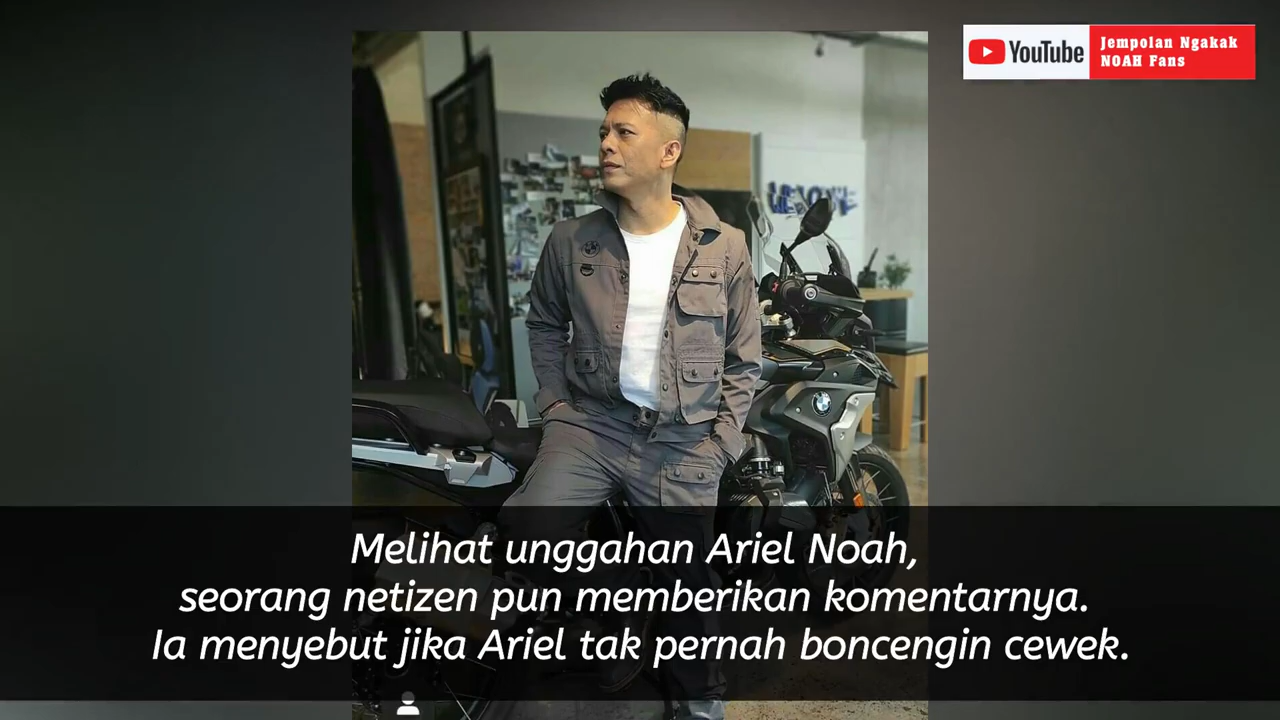 YouTube
Jempolan Ngakak
NOAH Fans
Melihat unggahan Ariel Noah,
seorang netizen pun memberikan komentarnya.
Ia menyebut jika Ariel tak pernah boncengin cewek.